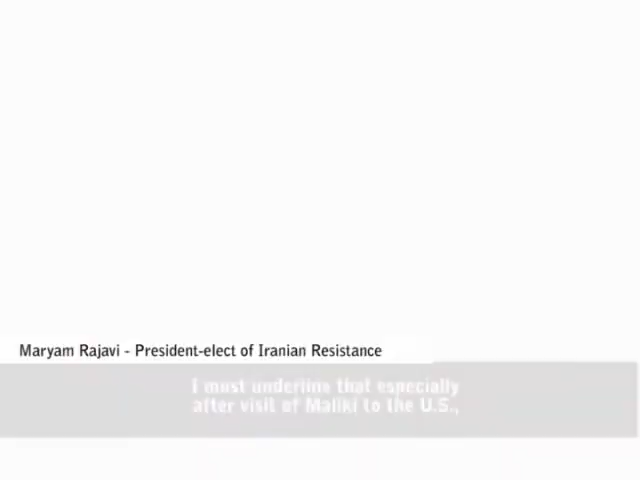 Maryam Rajavi - President-elect of Iranian Resistance
I must underline that especially
after visit of Maliki to the U.S.,